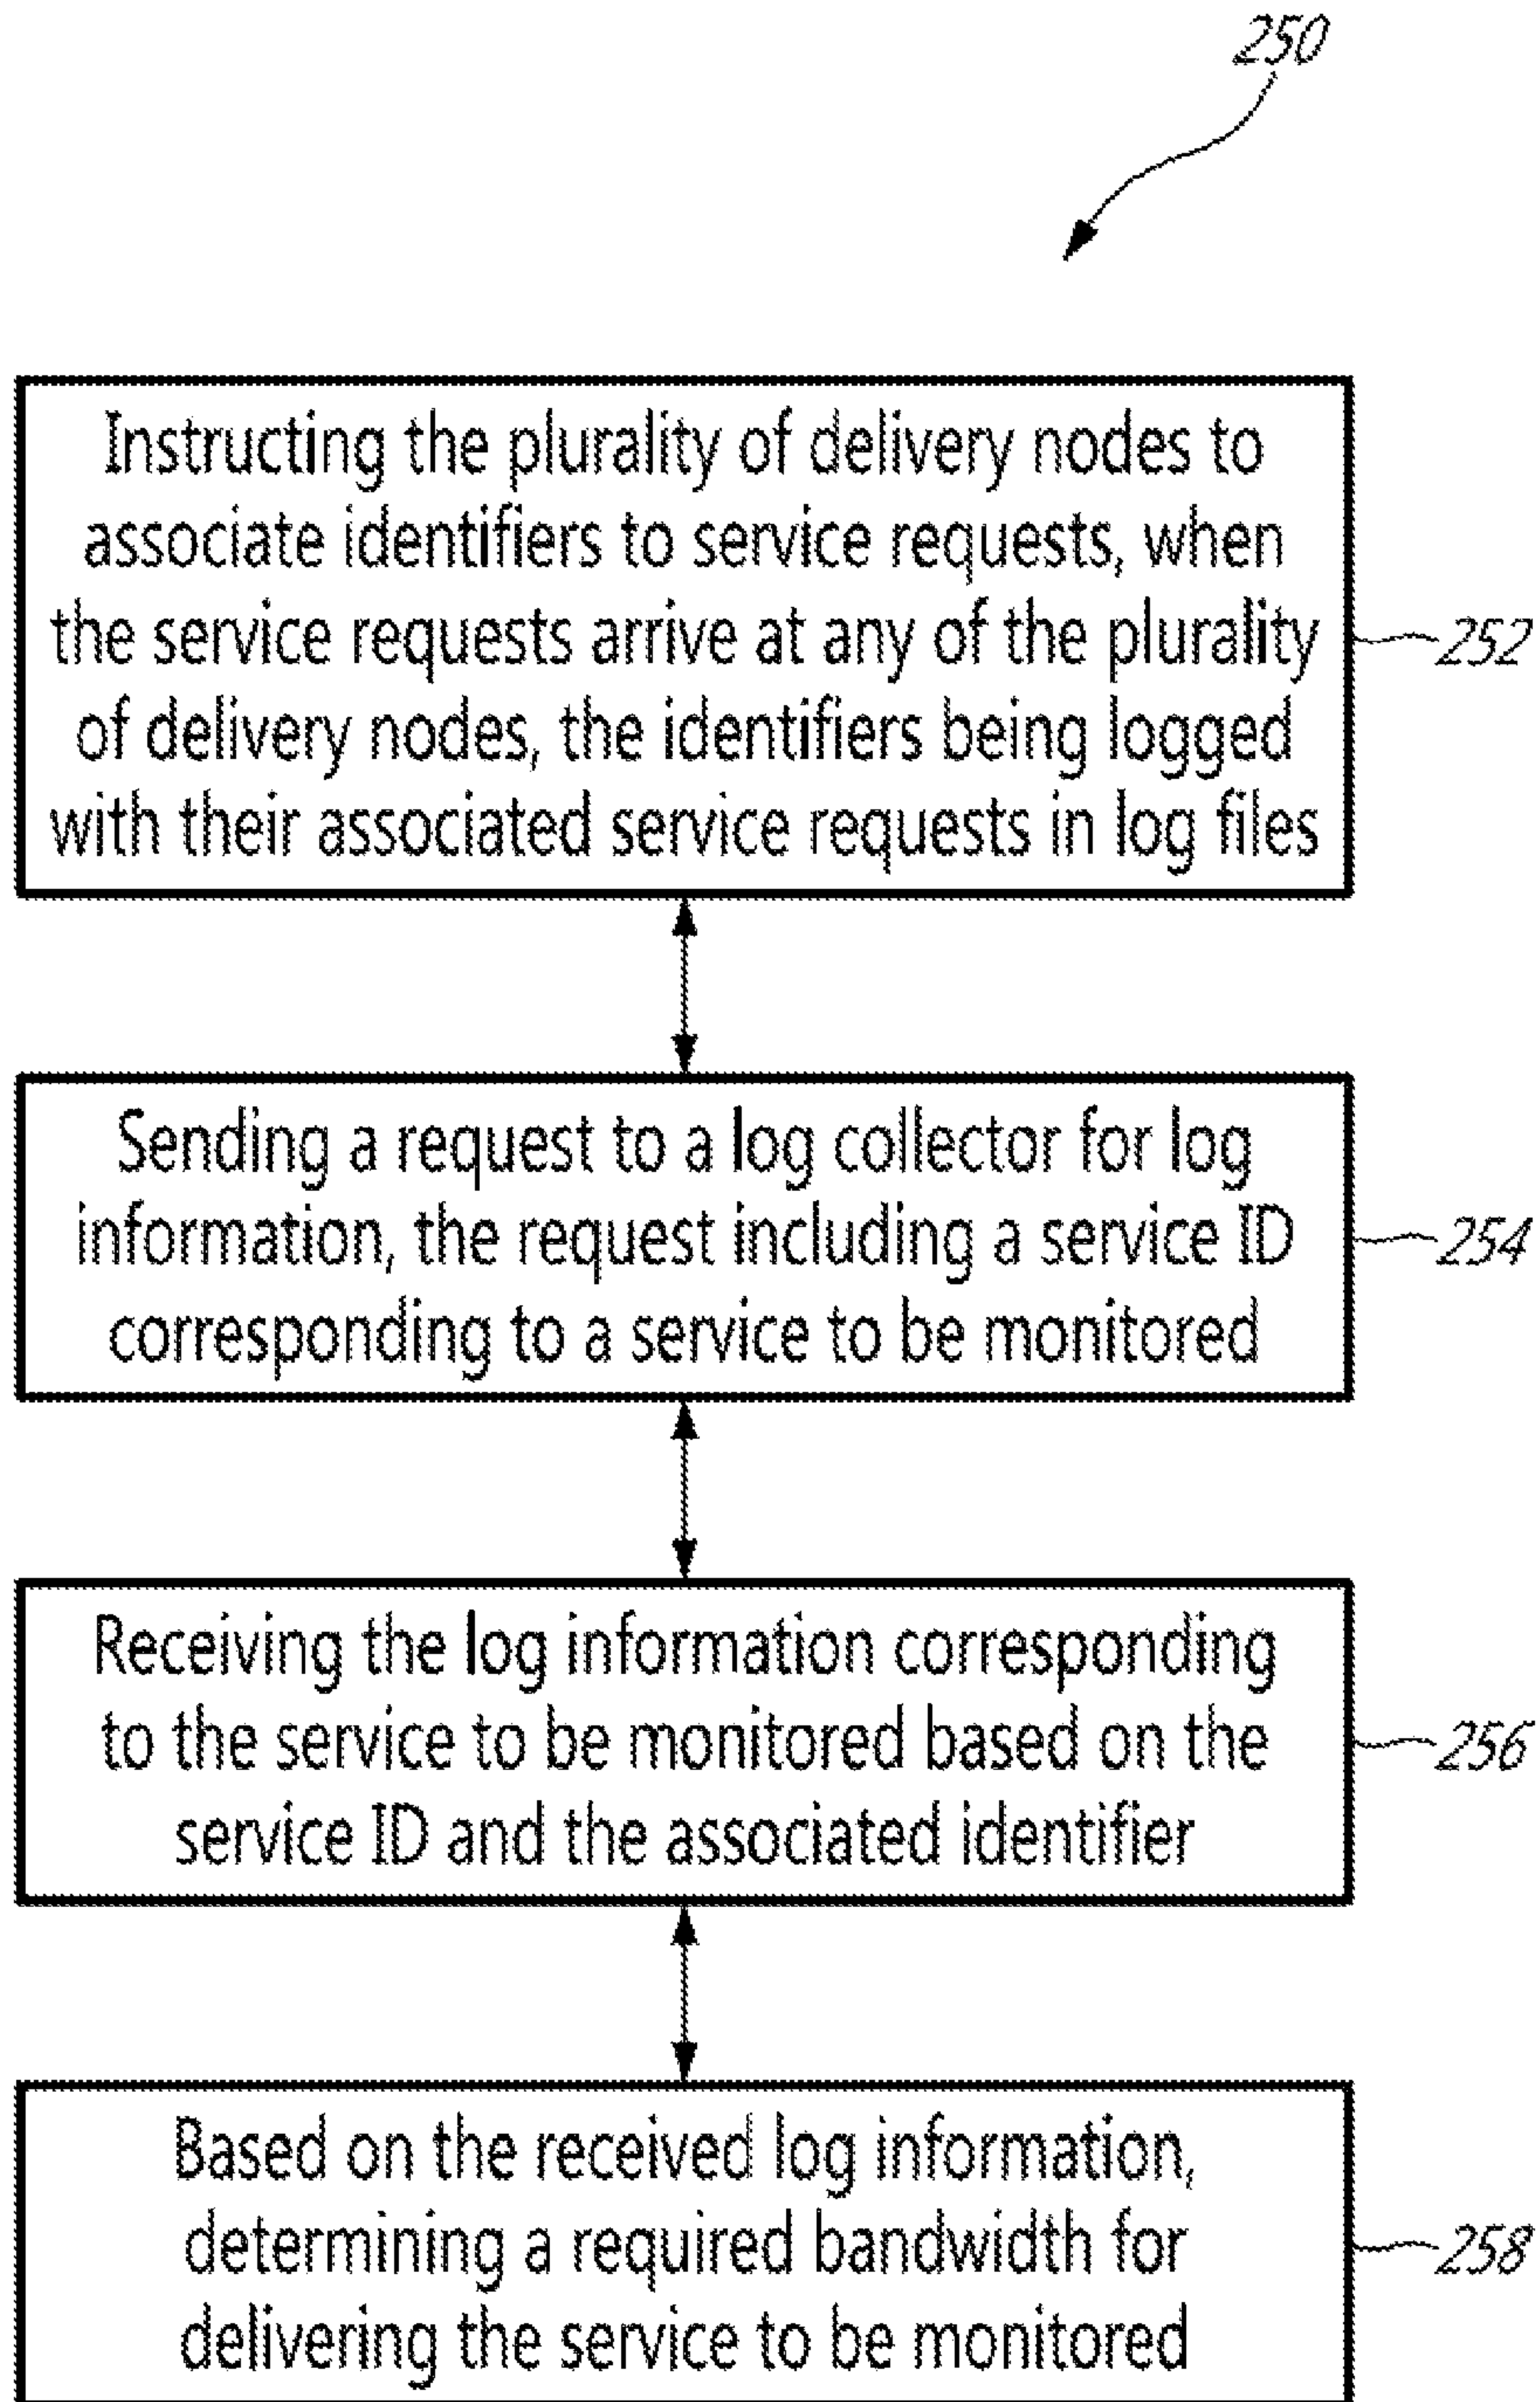 250
Instructing the plurality of delivery nodes to
associate identifiers to service requests, when
the service requests arrive at any of the plurality
of delivery nodes, the identifiers being logged
with their associated service requests in log files
252
Sending a request to a log collector for log
information, the request including a service ID
corresponding to a service to be monitored
254
Receiving the log information corresponding
to the service to be monitored based on the
service ID and the associated identifier
256
Based on the received log information,
determining a required bandwidth for
delivering the service to be monitored
258